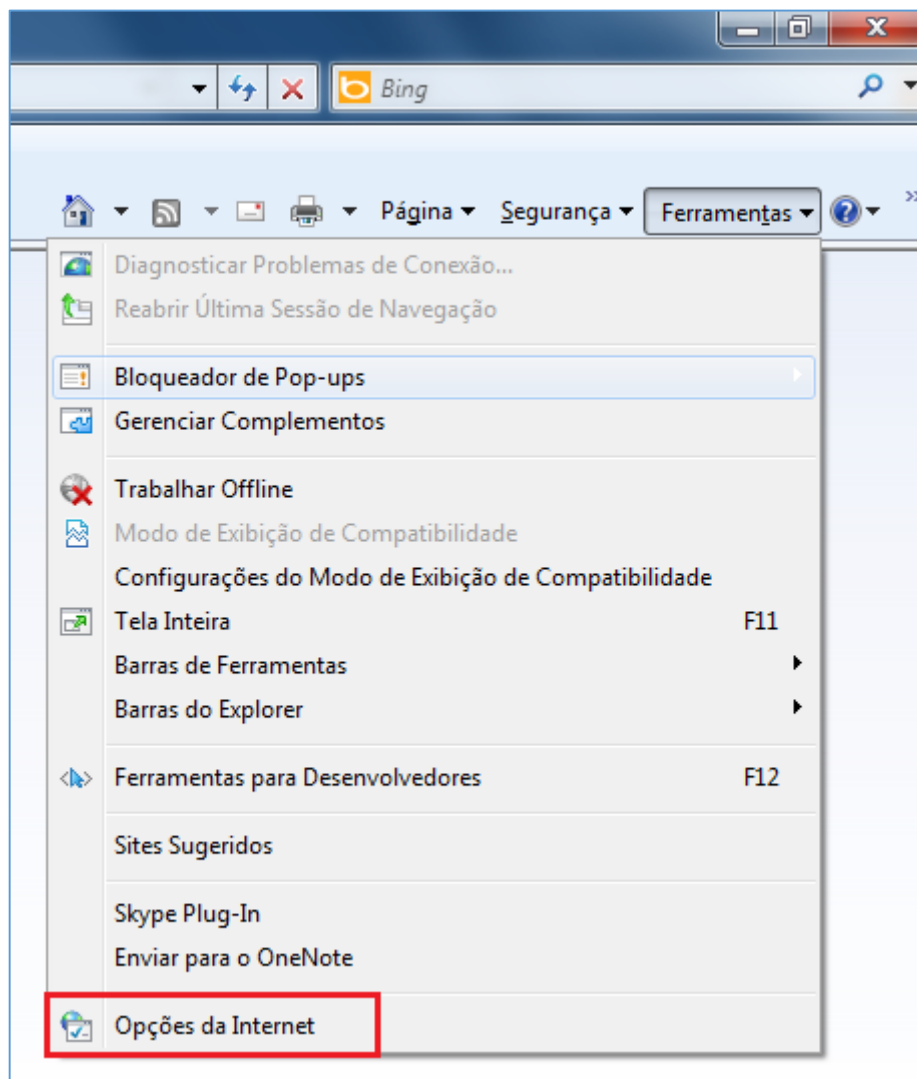 Bing
Página Segurança Ferramentas
Diagnosticar Problemas de Conexão...
Reabrir Última Sessão de Navegação
Bloqueador de Pop-ups
Gerenciar Complementos
Trabalhar Offline
Modo de Exibição de Compatibilidade
Configurações do Modo de Exibição de Compatibilidade
Tela Inteira F11
Barras de Ferramentas
Barras do Explorer
Ferramentas para Desenvolvedores F12
Sites Sugeridos
Skype Plug-In
Enviar para o OneNote
Opções da Internet